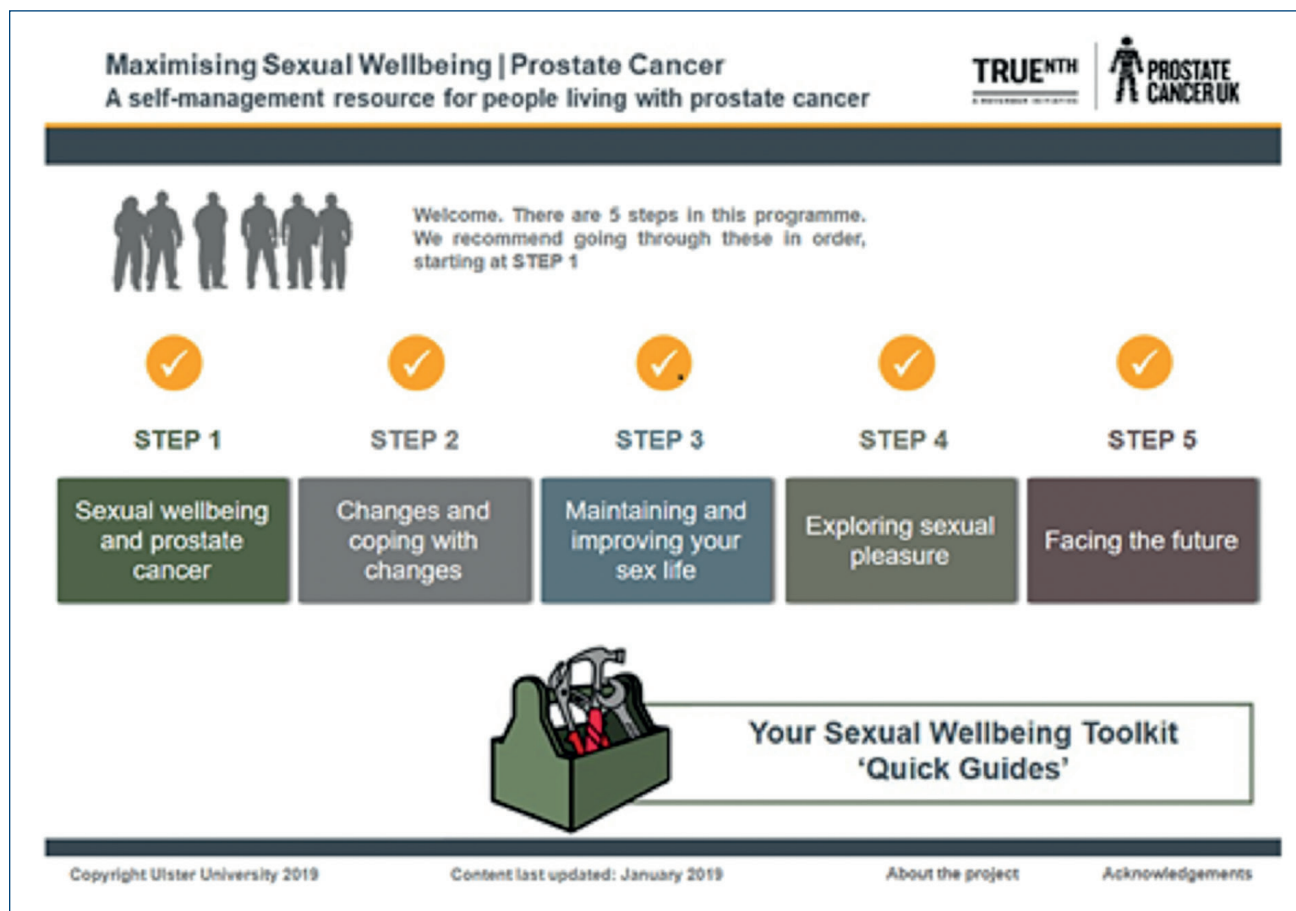 Maximising Sexual Wellbeing | Prostate Cancer
A self-management resource for people living with prostate cancer
TRUENTH
A MOVEMBER INITIATIVE
PROSTATE
CANCER UK
Welcome. There are 5 steps in this programme.
We recommend going through these in order,
starting at STEP 1
STEP 1
STEP 2
STEP 3
STEP 4
STEP 5
Sexual wellbeing
and prostate
cancer
Changes and
coping with
changes
Maintaining and
improving your
sex life
Exploring sexual
pleasure
Facing the future
Your Sexual Wellbeing Toolkit
‘Quick Guides’
Copyright Ulster University 2019
Content last updated: January 2019
About the project
Acknowledgements